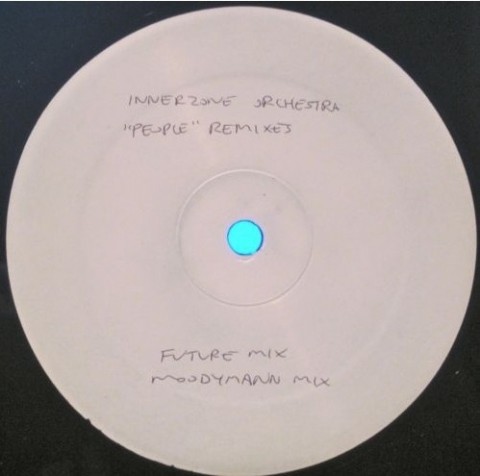 INNERZONE ORCHESTRA
"PEOPLE" REMIXES
FUTURE MIX
MOODYMANN MIX